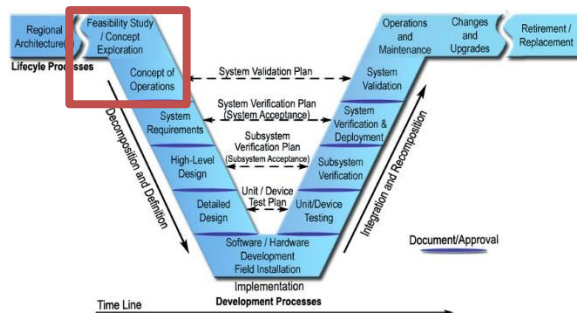 Regional
Architecture(s)
Feasibility Study
/ Concept
Exploration
Operations
and
Maintenance
Changes
and
Upgrades
Retirement /
Replacement
Lifecyle Processes
Concept of
Operations
System Validation Plan
System
Validation
System
Requirements
System Verification Plan
(System Acceptance)
System
Verification &
Deployment
High-Level
Design
Subsystem
Verification Plan
(Subsystem Acceptance)
Subsystem
Verification
Detailed
Design
Unit / Device
Test Plan
Unit/Device
Testing
Decomposition and Definition
Integration and Recomposition
Software / Hardware
Development
Field Installation
Document/Approval
Implementation
Development Processes
Time Line